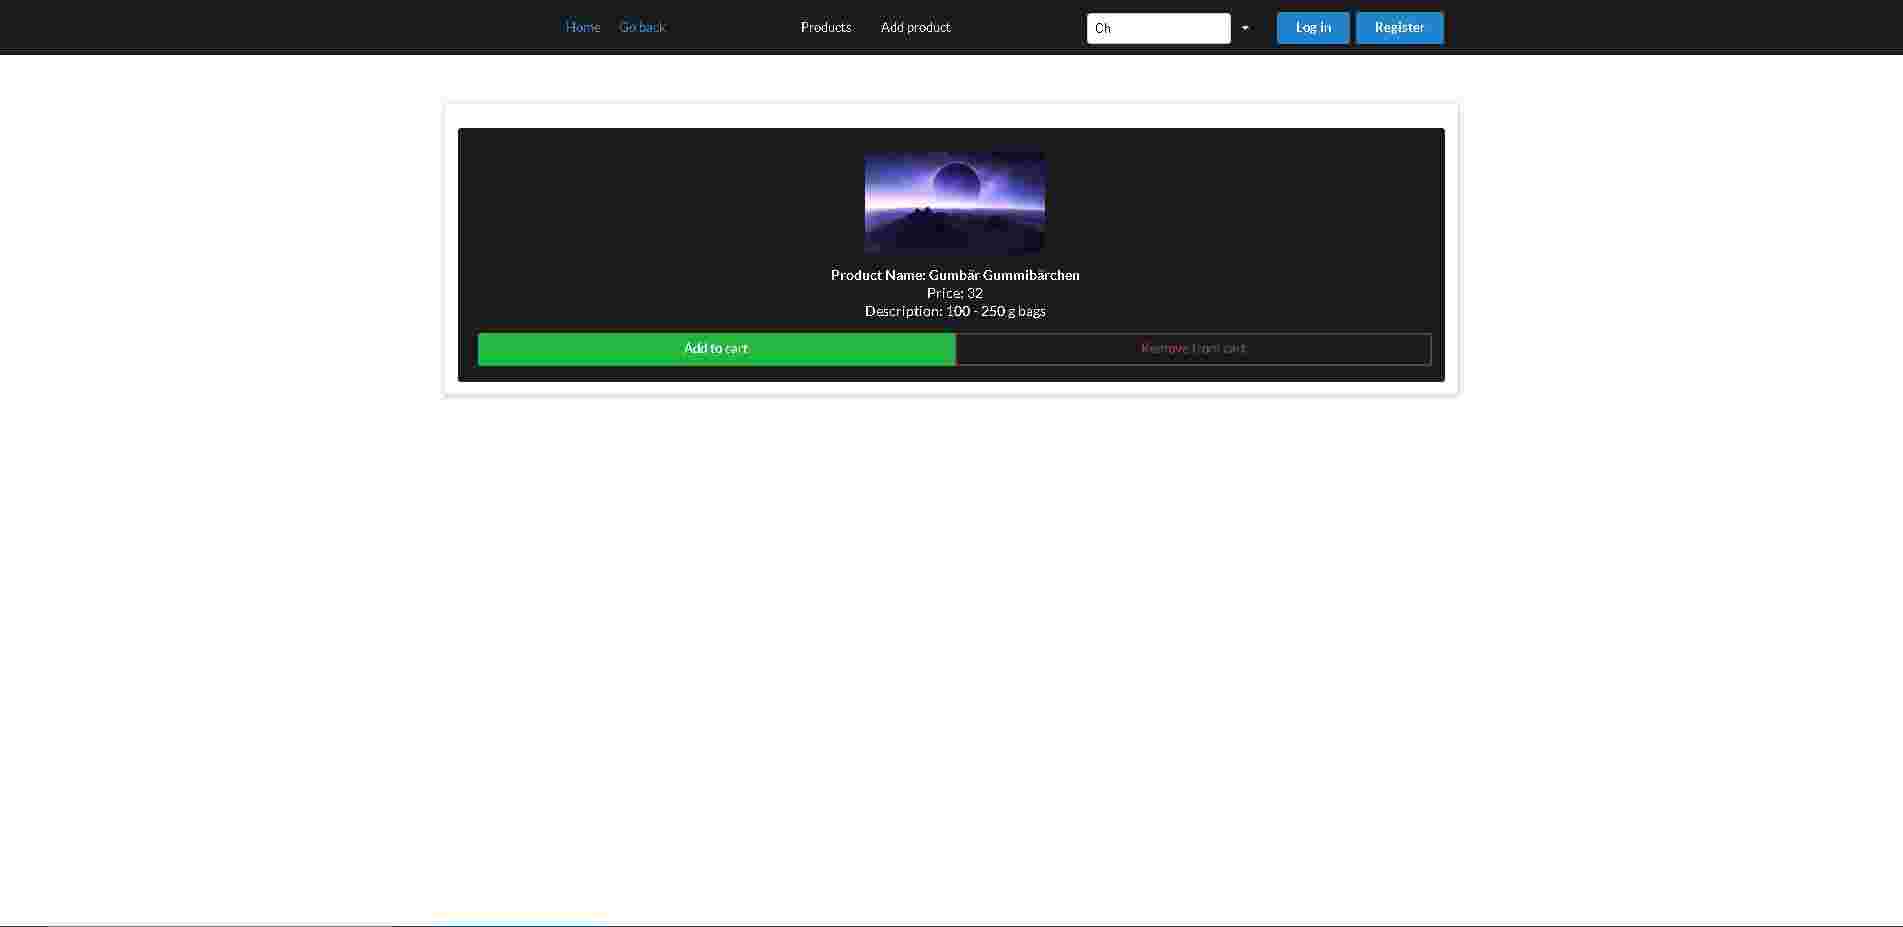 Home Go back Products Add product Ch Log in Register
Product Name: Gumbär Gummibärchen
Price: 32
Description: 100 - 250 g bags
Add to cart Remove from cart